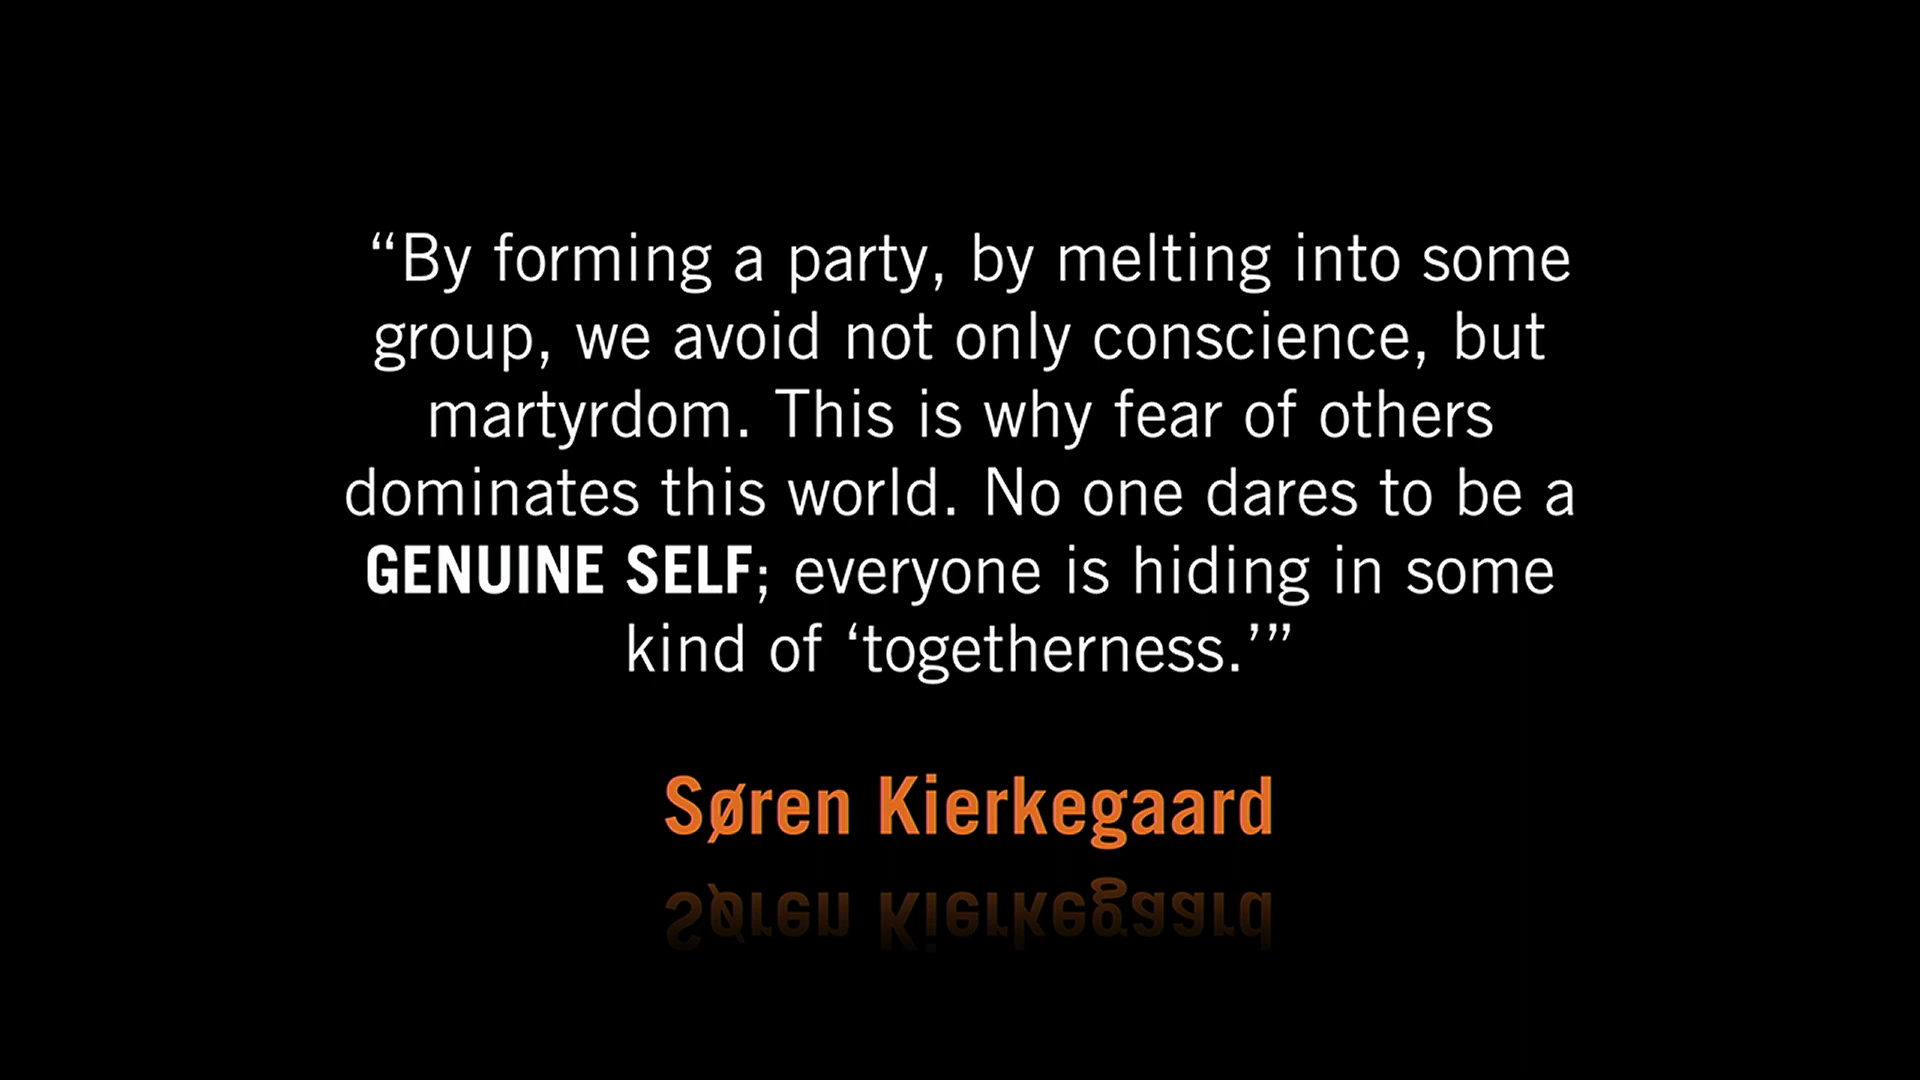 “By forming a party, by melting into some
group, we avoid not only conscience, but
martyrdom. This is why fear of others
dominates this world. No one dares to be a
GENUINE SELF; everyone is hiding in some
kind of ‘togetherness.’”
Søren Kierkegaard